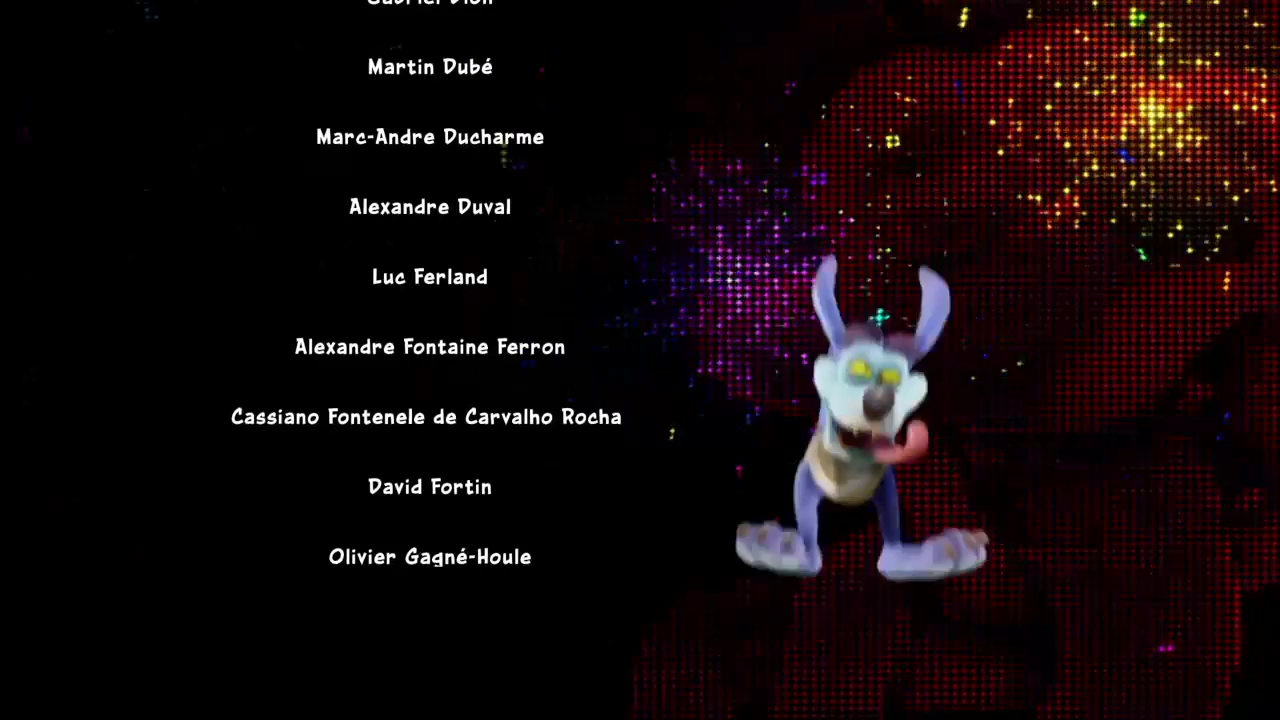 Martin Dubé
Marc-Andre Ducharme
Alexandre Duval
Luc Ferland
Alexandre Fontaine Ferron
Cassiano Fontenele de Carvalho Rocha
David Fortin
Olivier Gagné-Houle